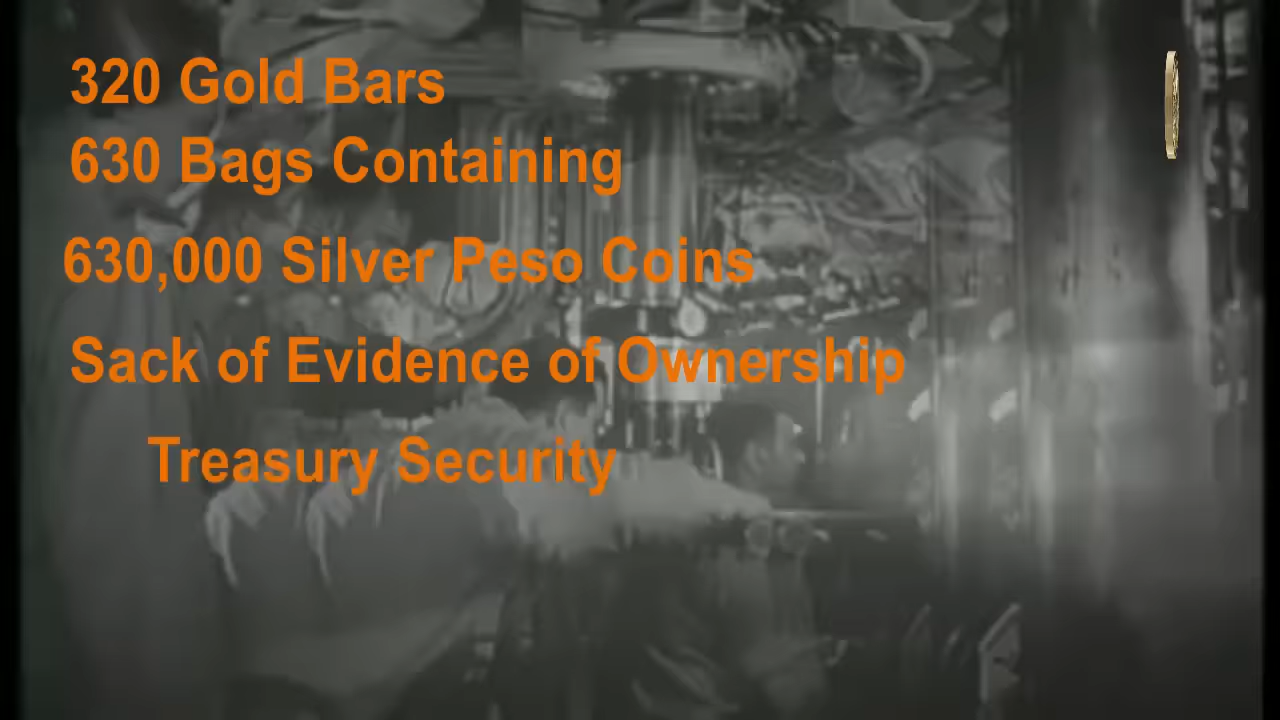 320 Gold Bars
630 Bags Containing
630,000 Silver Peso Coins
Sack of Evidence of Ownership
Treasury Security